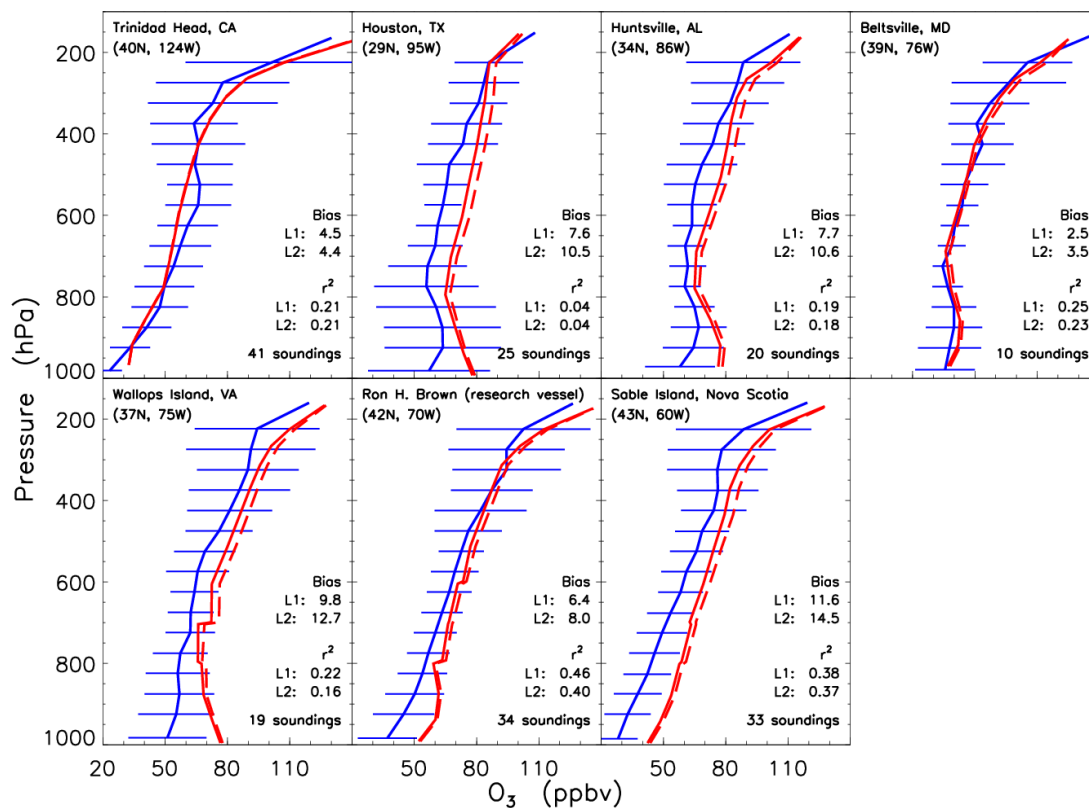 Trinidad Head, CA
(40N, 124W)
Bias
L1: 4.5
L2: 4.4
r²
L1: 0.21
L2: 0.21
41 soundings
Houston, TX
(29N, 95W)
Bias
L1: 7.6
L2: 10.5
r²
L1: 0.04
L2: 0.04
25 soundings
Huntsville, AL
(34N, 86W)
Bias
L1: 7.7
L2: 10.6
r²
L1: 0.19
L2: 0.18
20 soundings
Beltsville, MD
(39N, 76W)
Bias
L1: 2.5
L2: 3.5
r²
L1: 0.25
L2: 0.23
10 soundings
200
400
600
800
1000
Wallops Island, VA
(37N, 75W)
Bias
L1: 9.8
L2: 12.7
r²
L1: 0.22
L2: 0.16
19 soundings
Ron H. Brown (research vessel)
(42N, 70W)
Bias
L1: 6.4
L2: 8.0
r²
L1: 0.46
L2: 0.40
34 soundings
Sable Island, Nova Scotia
(43N, 60W)
Bias
L1: 11.6
L2: 14.5
r²
L1: 0.38
L2: 0.37
33 soundings
200
400
600
800
1000
Pressure (hPa)
20 50 80 110
50 80 110
50 80 110
O₃ (ppbv)